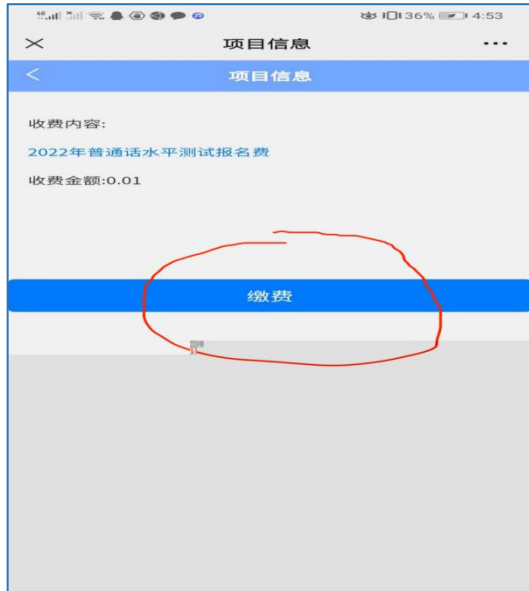 36% 4:53
项目信息
项目信息
收费内容:
2022年普通话水平测试报名费
收费金额:0.01
缴费